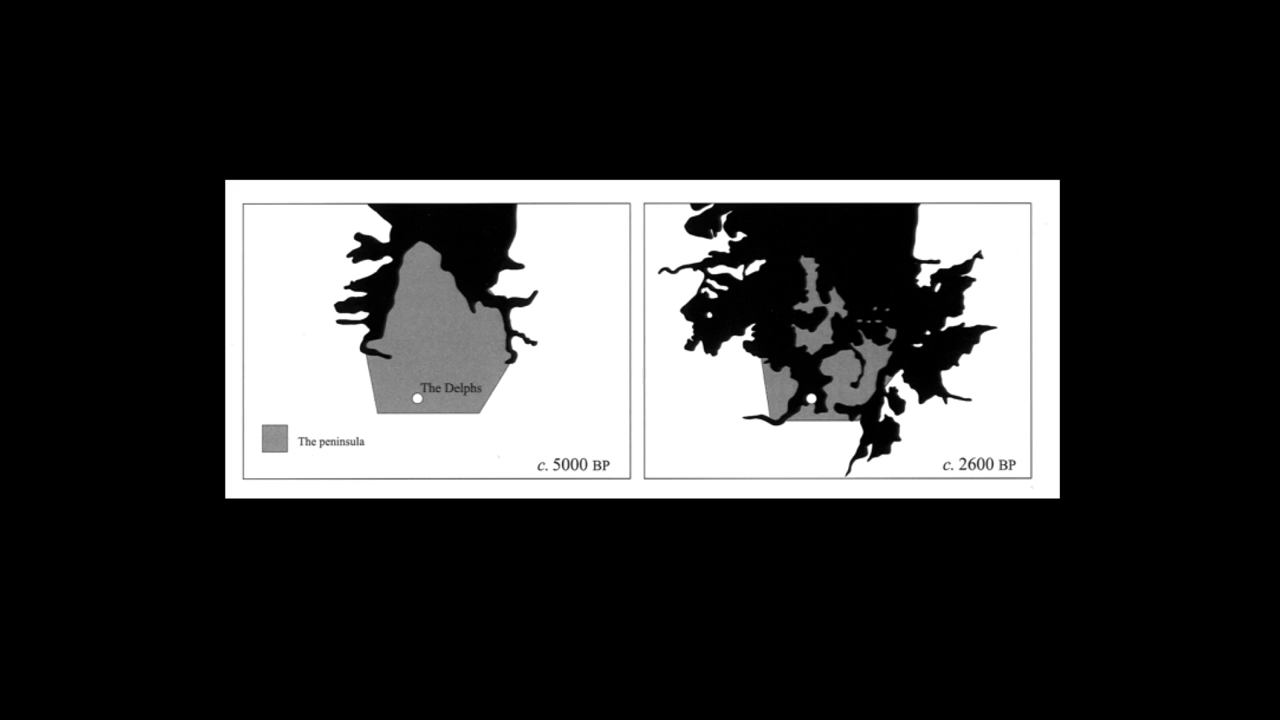 The Delphs
The peninsula
c. 5000 BP
c. 2600 BP